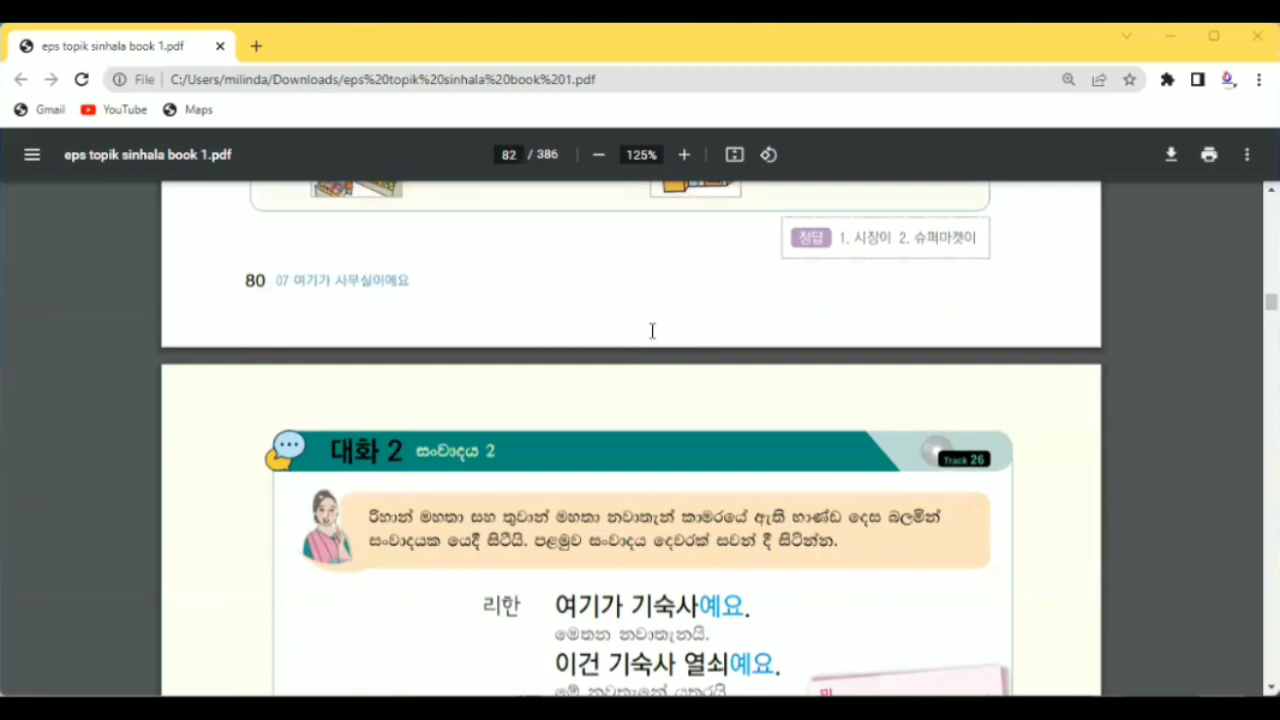 eps topik sinhala book 1.pdf
File | C:/Users/milinda/Downloads/eps%20topik%20sinhala%20book%201.pdf
Gmail YouTube Maps
eps topik sinhala book 1.pdf 82 / 386 125%
정답 1. 시장이 2. 슈퍼마켓이
80 07 여기가 사무실이에요
대화 2 සංවාදය 2 Track 26
රිහාන් මහතා සහ තුවාන් මහතා නවාතැන් කාමරයේ ඇති භාණ්ඩ දෙස බලමින්
සංවාදයක යෙදී සිටියි. පළමුව සංවාදය දෙවරක් සවන් දී සිටින්න.
리한 여기가 기숙사예요.
මෙතන නවාතැනයි.
이건 기숙사 열쇠예요.